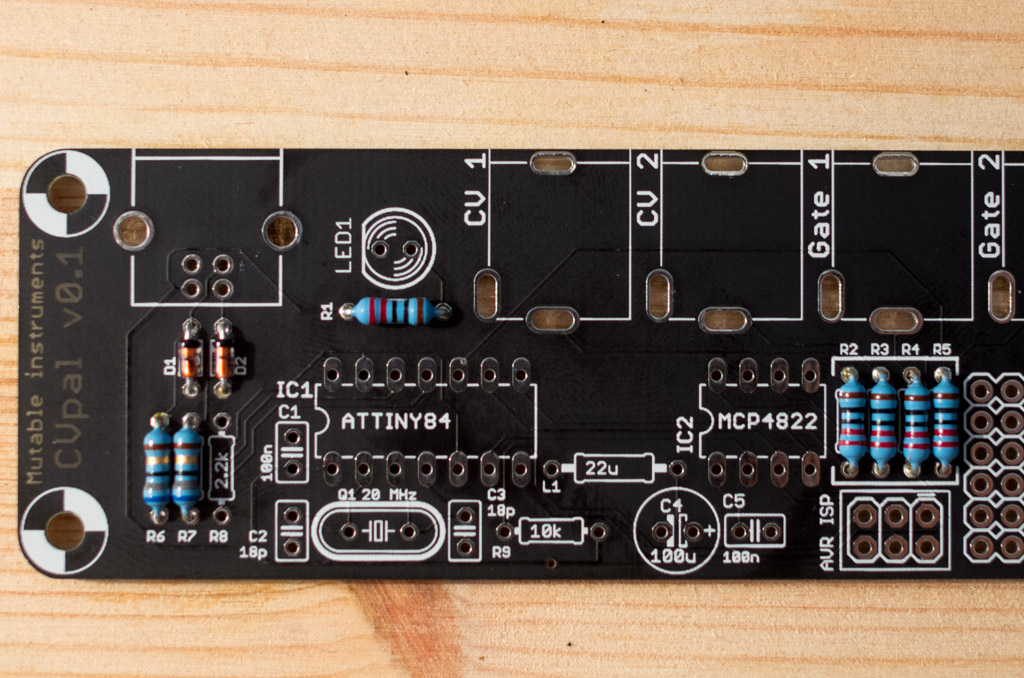 Mutable instruments
CVpal v0.1
LED1
R1
CV 1
CV 2
Gate 1
Gate 2
D1
D2
IC1
ATTINY84
C1
100n
IC2
MCP4822
R2 R3 R4 R5
R6 R7 R8
2.2k
L1
22u
C2
18p
Q1 20 MHz
C3
18p
R9
10k
C4
100u
+
C5
100n
AVR ISP